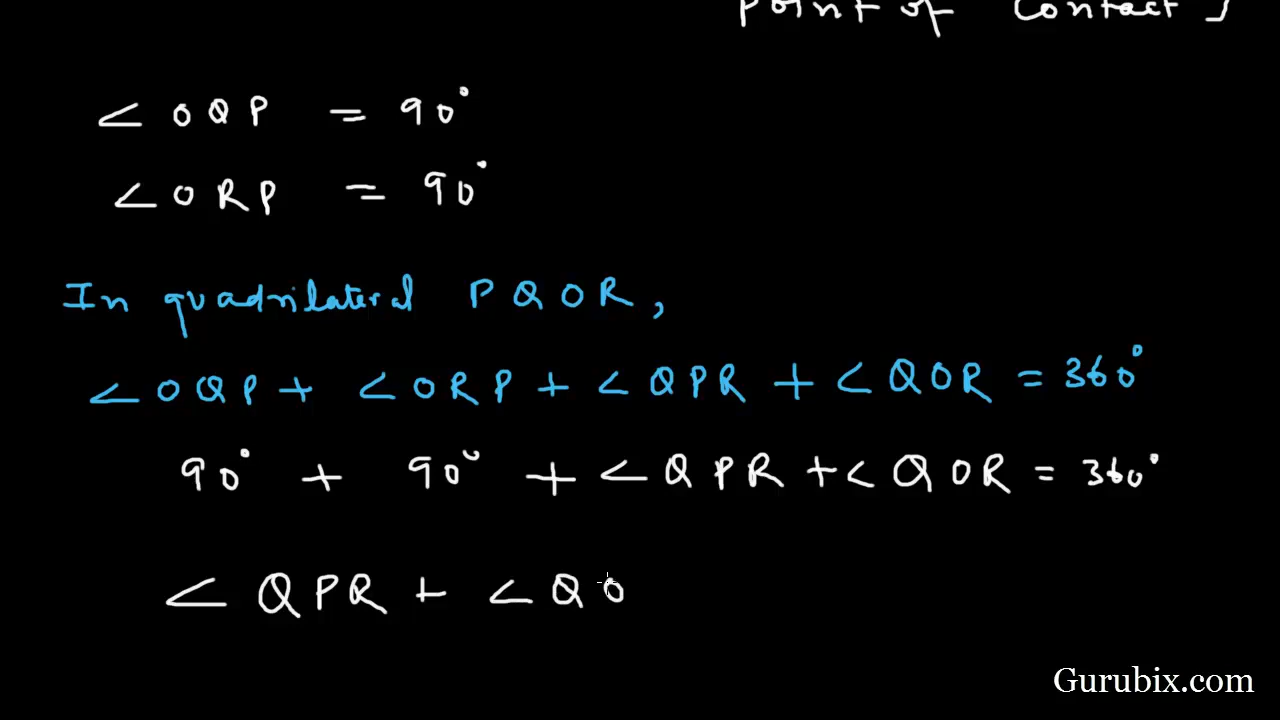 Point of Contact]
∠OQP = 90°
∠ORP = 90°
In quadrilateral PQOR,
∠OQP + ∠ORP + ∠QPR + ∠QOR = 360°
90° + 90° + ∠QPR + ∠QOR = 360°
∠QPR + ∠QO
Gurubix.com